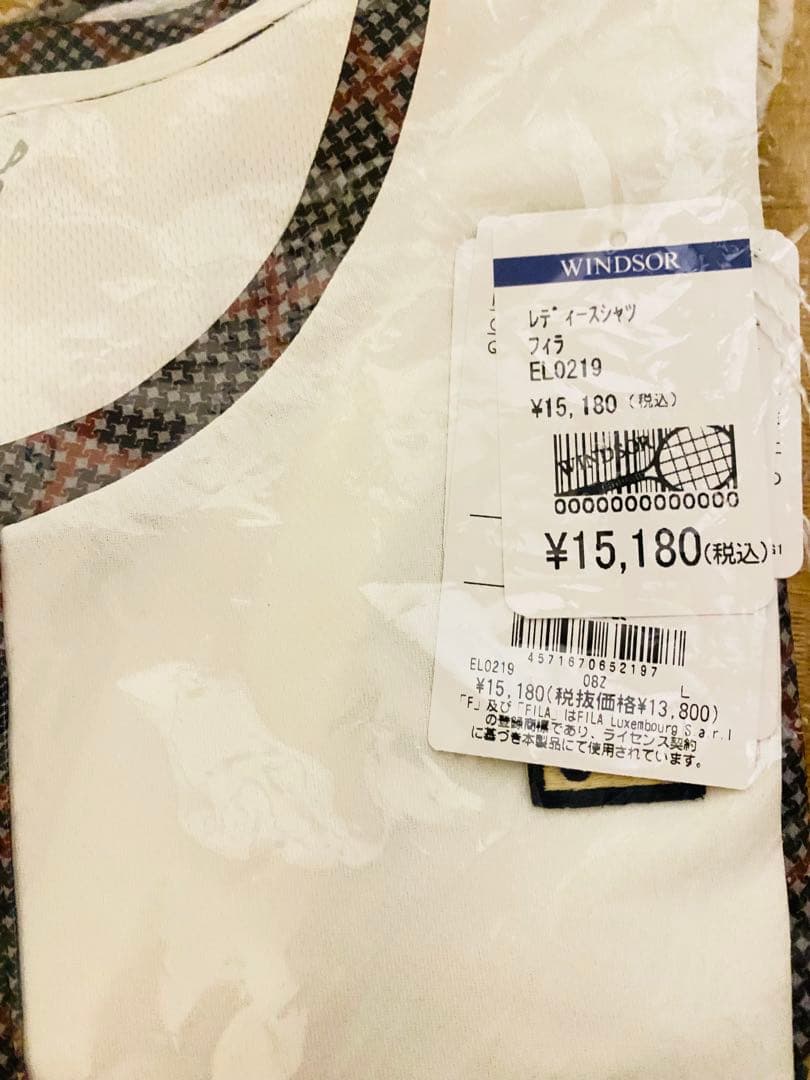 WINDSOR
ﾚﾃﾞｨｰｽｼｬﾂ
ﾌｨﾗ
EL0219
¥15,180 (税込)
WINDSOR
0000000000000
¥15,180(税込)
4571670652197
EL0219 08Z L
¥15,180(税抜価格¥13,800)
「F」及び「FILA」はFILA Luxembourg S.a r.l
の登録商標であり、ライセンス契約
に基づき本製品にて使用されています。